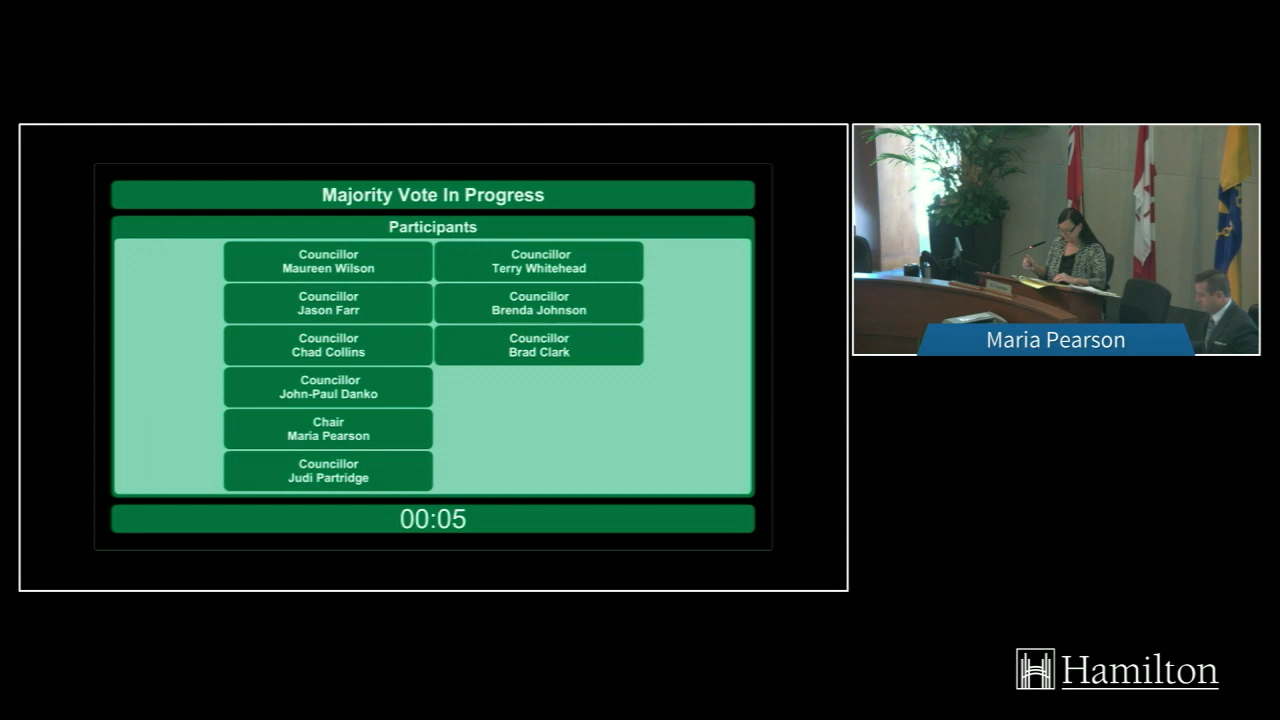 Majority Vote In Progress
Participants
Councillor
Maureen Wilson
Councillor
Terry Whitehead
Councillor
Jason Farr
Councillor
Brenda Johnson
Councillor
Chad Collins
Councillor
Brad Clark
Councillor
John-Paul Danko
Chair
Maria Pearson
Councillor
Judi Partridge
00:05
Maria Pearson
Hamilton